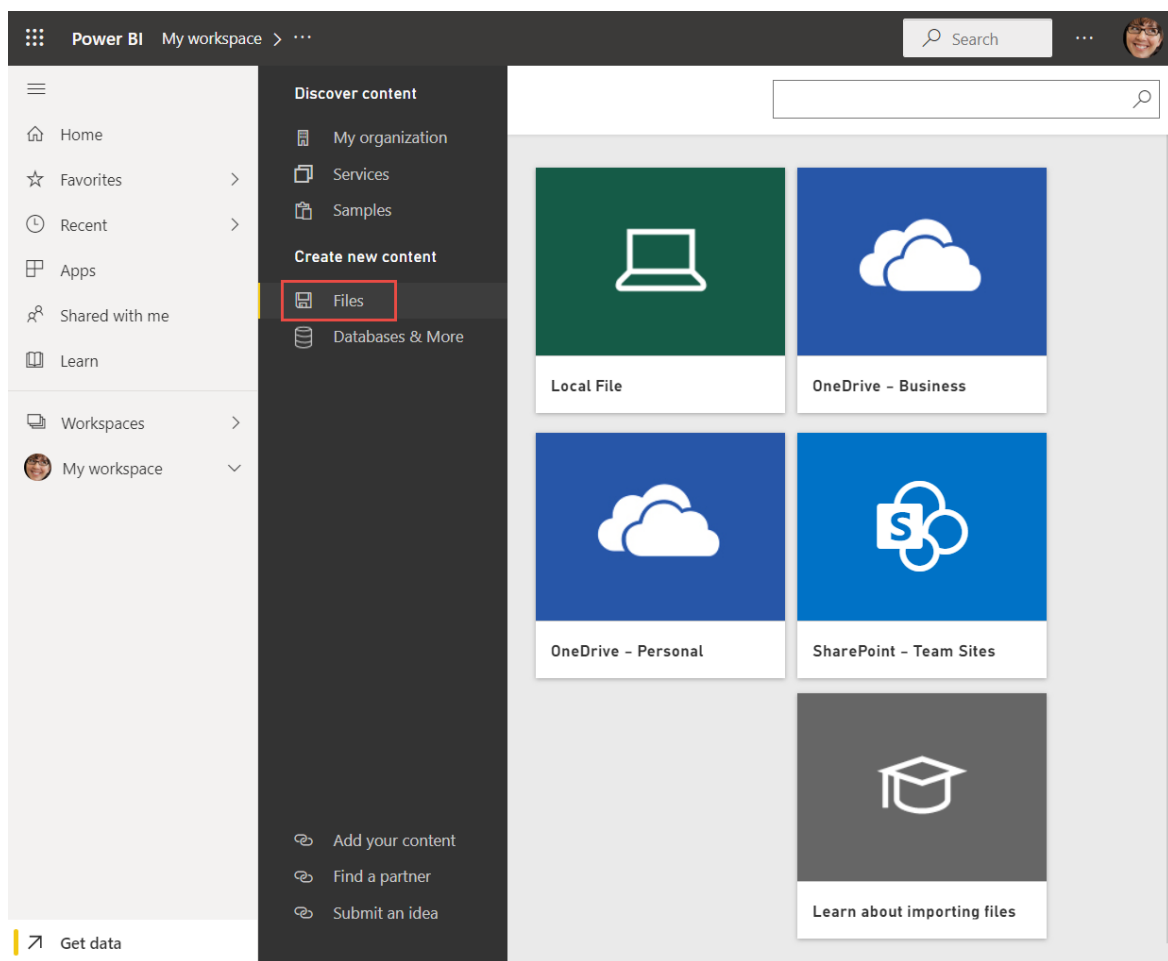 Power BI My workspace > ···
Search ···
Home
Favorites
Recent
Apps
Shared with me
Learn
Workspaces
My workspace
Get data
Discover content
My organization
Services
Samples
Create new content
Files
Databases & More
Add your content
Find a partner
Submit an idea
Local File
OneDrive – Business
OneDrive – Personal
S
SharePoint – Team Sites
Learn about importing files